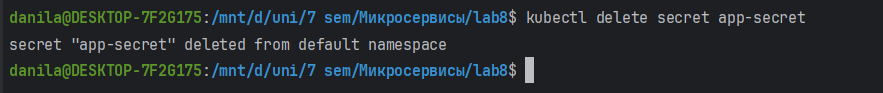 danila@DESKTOP-7F2G175:/mnt/d/uni/7 sem/Микросервисы/lab8$ kubectl delete secret app-secret
secret "app-secret" deleted from default namespace
danila@DESKTOP-7F2G175:/mnt/d/uni/7 sem/Микросервисы/lab8$